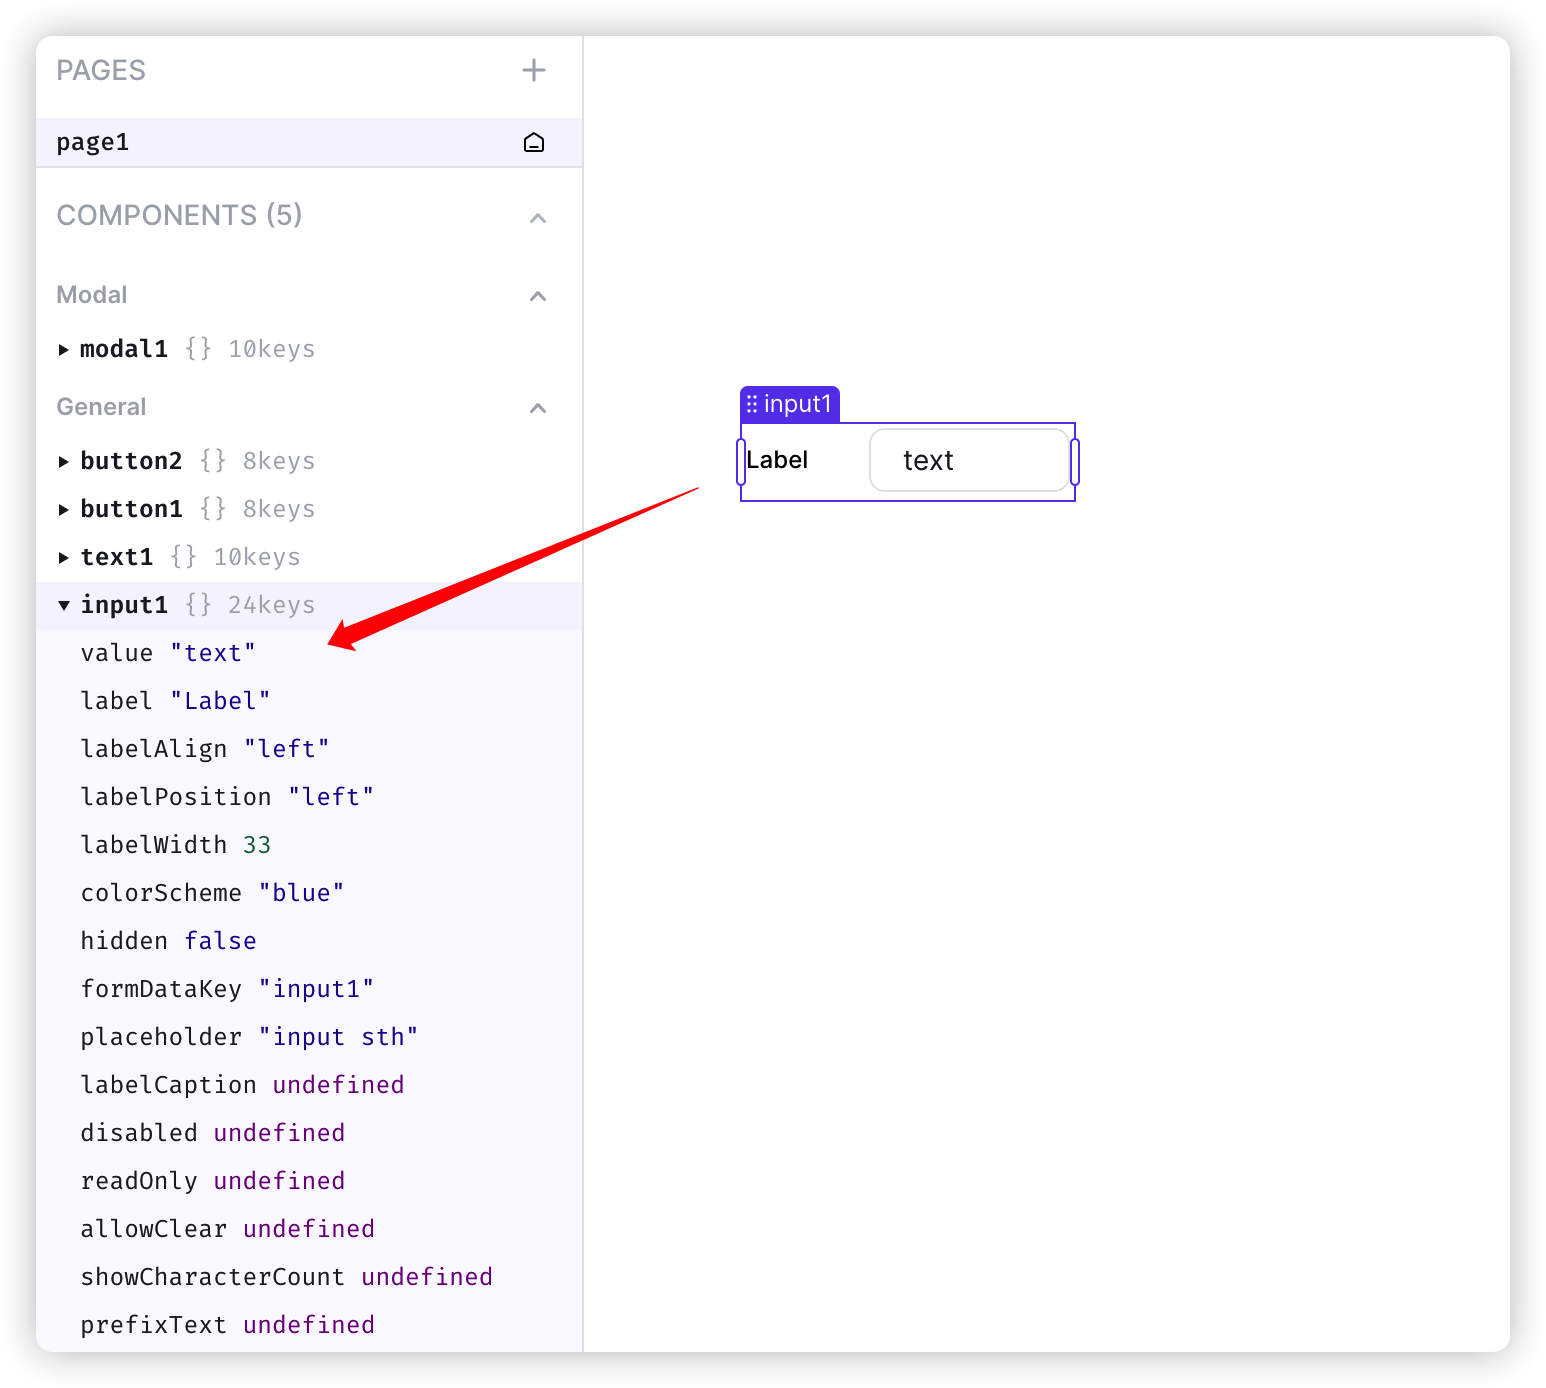 PAGES
page1
COMPONENTS (5)
Modal
modal1 {} 10keys
General
button2 {} 8keys
button1 {} 8keys
text1 {} 10keys
input1 {} 24keys
value "text"
label "Label"
labelAlign "left"
labelPosition "left"
labelWidth 33
colorScheme "blue"
hidden false
formDataKey "input1"
placeholder "input sth"
labelCaption undefined
disabled undefined
readOnly undefined
allowClear undefined
showCharacterCount undefined
prefixText undefined
input1
Label text